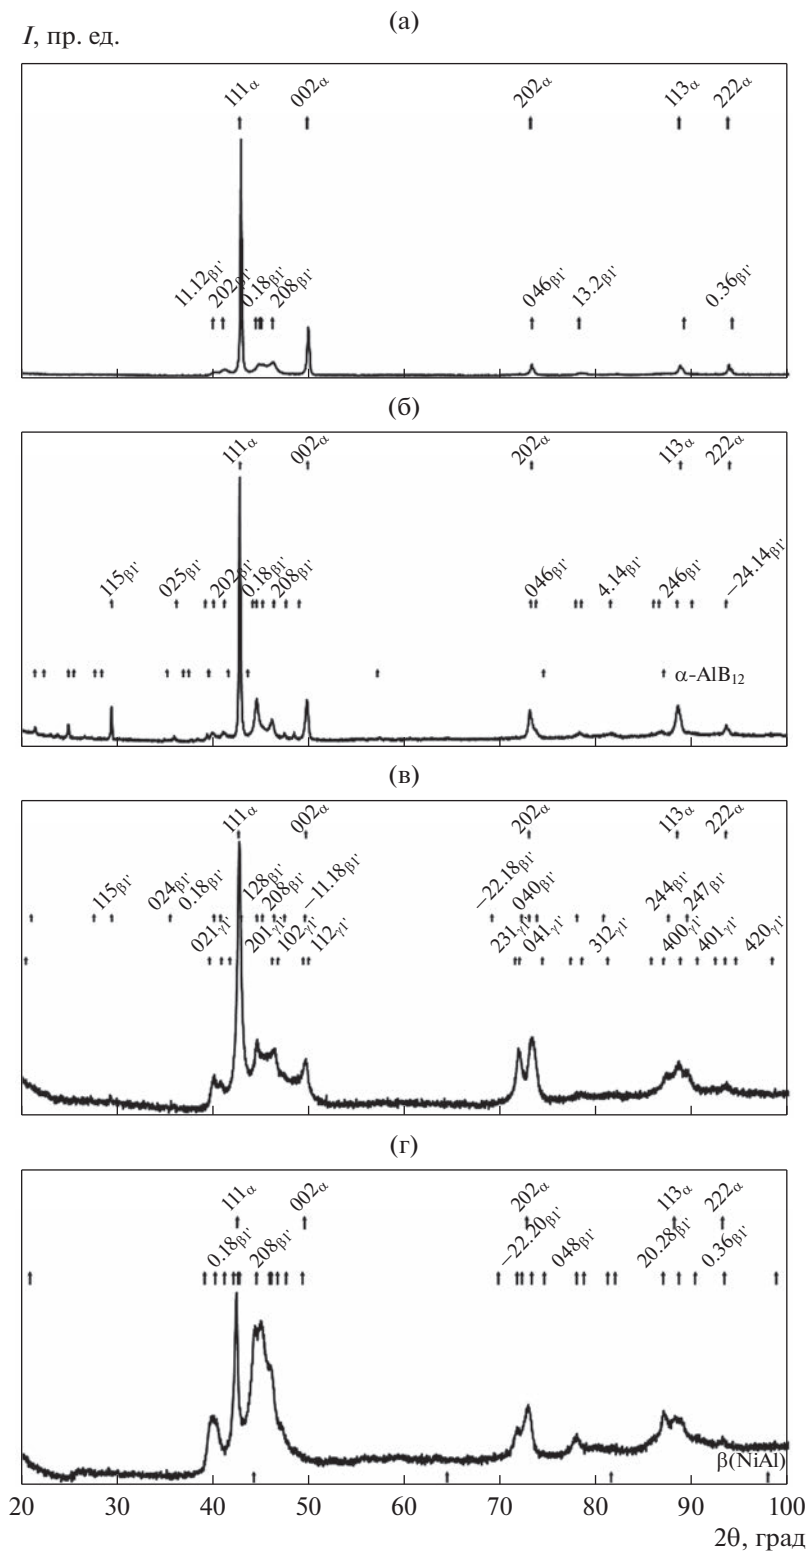 (а)
I, пр. ед.
111α 002α 202α 113α 222α
11.12β1' 202β1' 0.18β1' 208β1' 046β1' 13.2β1' 0.36β1'
(б)
111α 002α 202α 113α 222α
115β1' 025β1' 202β1' 0.18β1' 208β1' 046β1' 4.14β1' 246β1' −24.14β1'
α-AlB12
(в)
111α 002α 202α 113α 222α
115β1' 024β1' 0.18β1' 128β1' 208β1' −11.18β1' −22.18β1' 040β1' 244β1' 247β1'
021γ1' 201γ1' 102γ1' 112γ1' 231γ1' 041γ1' 312γ1' 400γ1' 401γ1' 420γ1'
(г)
111α 002α 202α 113α 222α
0.18β1' 208β1' −22.20β1' 048β1' 20.28β1' 0.36β1'
β(NiAl)
20 30 40 50 60 70 80 90 100
2θ, град